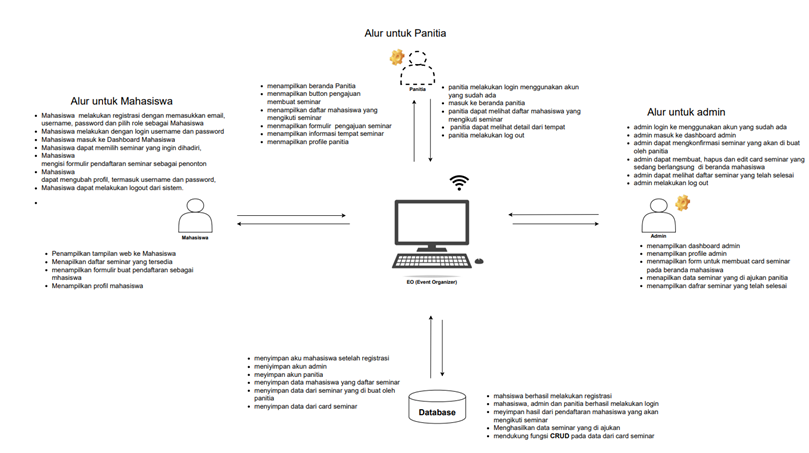 Alur untuk Panitia
Panitia
• menampilkan beranda Panitia
• menmapilkan button pengajuan
membuat seminar
• menampilkan daftar mahasiswa yang
mengikuti seminar
• menmpilkan formulir pengajuan seminar
• menampilkan informasi tempat seminar
• menmpilkan profile panitia
• panitia melakukan login menggunakan akun
yang sudah ada
• masuk ke beranda panitia
• panitia dapat melihat daftar mahasiswa yang
mengikuti seminar
• panitia dapat melihat detail dari tempat
• panitia melakukan log out
Alur untuk Mahasiswa
• Mahasiswa melakukan registrasi dengan memasukkan email,
username, password dan pilih role sebagai Mahasiswa
• Mahasiswa melakukan dengan login username dan password
• Mahasiswa masuk ke Dashboard Mahasiswa
• Mahasiswa dapat memilih seminar yang ingin dihadiri,
• Mahasiswa
mengisi formulir pendaftaran seminar sebagai penonton
• Mahasiswa
dapat mengubah profil, termasuk username dan password,
• Mahasiswa dapat melakukan logout dari sistem.
•
Mahasiswa
• Penampilkan tampilan web ke Mahasiswa
• Menapilkan daftar seminar yang tersedia
• menampilkan formulir buat pendaftaran sebagai
mhasiswa
• Menampilkan profil mahasiswa
Alur untuk admin
• admin login ke menggunakan akun yang sudah ada
• admin masuk ke dashboard admin
• admin dapat mengkonfirmasi seminar yang akan di buat
oleh panitia
• admin dapat membuat, hapus dan edit card seminar yang
sedang berlangsung di beranda mahasiswa
• admin dapat melihat daftar seminar yang telah selesai
• admin melakukan log out
Admin
• menampilkan dashboard admin
• menampilkan profile admin
• menmapilkan form untuk membuat card seminar
pada beranda mahasiswa
• menapilkan data seminar yang di ajukan panitia
• menampilkan dafrar seminar yang telah selesai
EO (Event Organizer)
• menyimpan aku mahasiswa setelah registrasi
• meniyimpan akun admin
• meyimpan akun panitia
• menyimpan data mahasiswa yang daftar seminar
• menyimpan data dari seminar yang di buat oleh
panitia
• menyimpan data dari card seminar
Database
• mahsiswa berhasil melakukan registrasi
• mahasiswa, admin dan panitia berhasil melakukan login
• meyimpan hasil dari pendaftaran mahasiswa yang akan
mengikuti seminar
• Menghasilkan data seminar yang di ajukan
• mendukung fungsi CRUD pada data dari card seminar